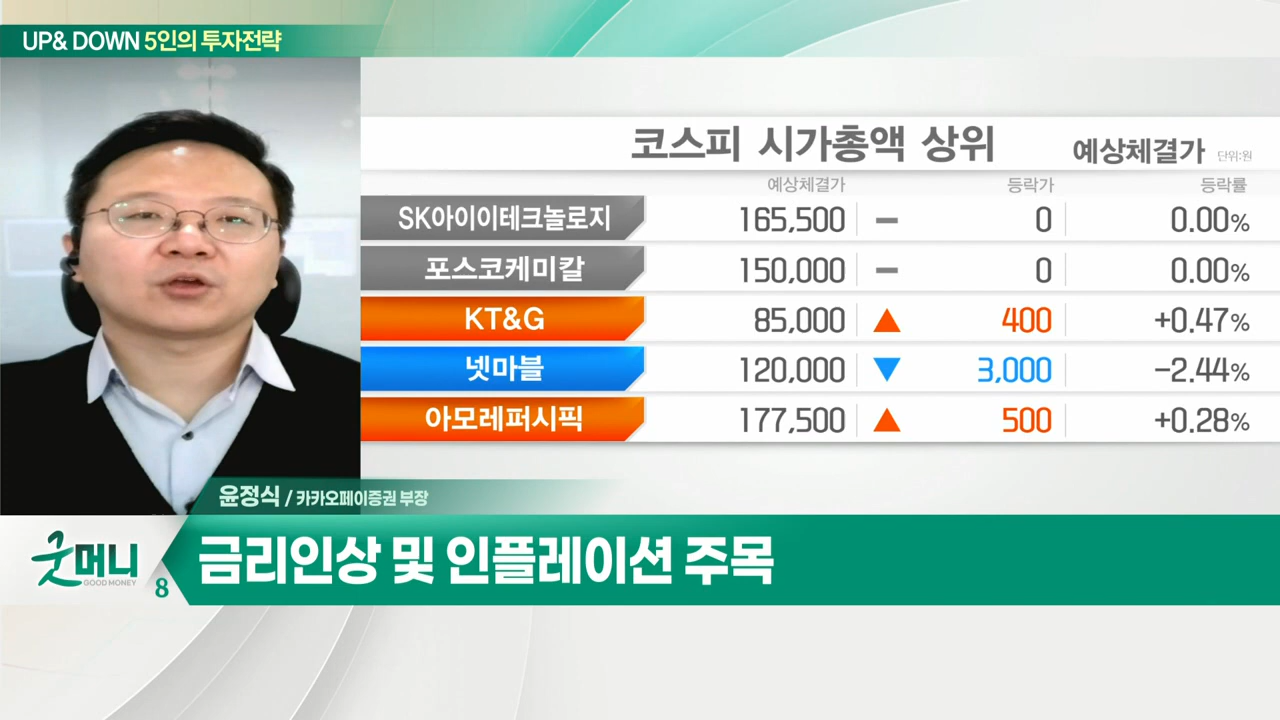 UP& DOWN 5인의 투자전략
코스피 시가총액 상위 예상체결가 단위:원
예상체결가 등락가 등락률
SK아이이테크놀로지 165,500 0 0.00%
포스코케미칼 150,000 0 0.00%
KT&G 85,000 ▲ 400 +0.47%
넷마블 120,000 ▼ 3,000 -2.44%
아모레퍼시픽 177,500 ▲ 500 +0.28%
윤정식 / 카카오페이증권 부장
굿머니 GOOD MONEY 8
금리인상 및 인플레이션 주목